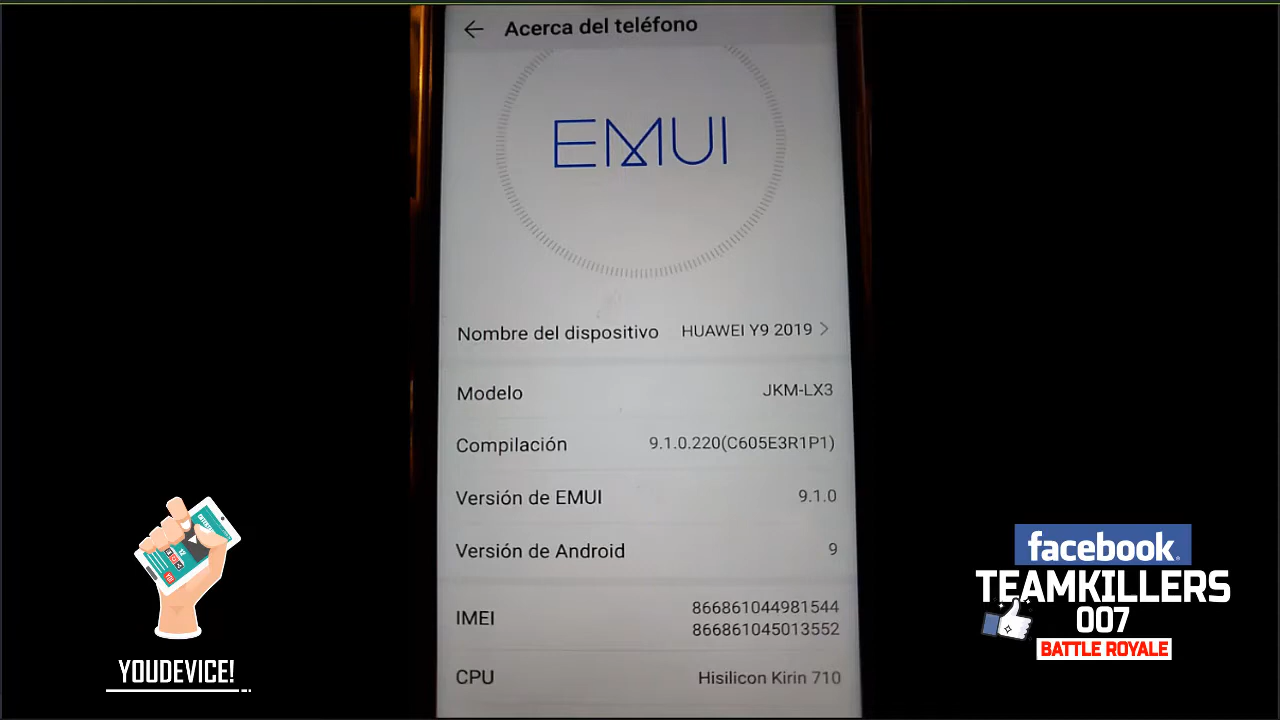 Acerca del teléfono
EMUI
Nombre del dispositivo HUAWEI Y9 2019
Modelo JKM-LX3
Compilación 9.1.0.220(C605E3R1P1)
Versión de EMUI 9.1.0
Versión de Android 9
IMEI 866861044981544
866861045013552
CPU Hisilicon Kirin 710
YOUDEVICE!
facebook
TEAMKILLERS
007
BATTLE ROYALE